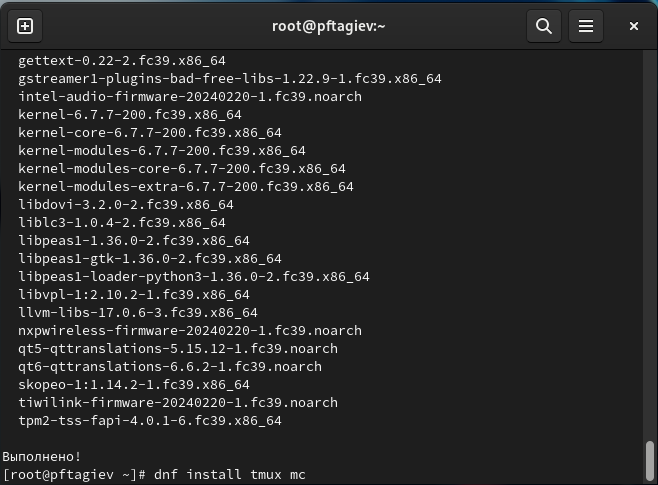 root@pftagiev:~
gettext-0.22-2.fc39.x86_64
gstreamer1-plugins-bad-free-libs-1.22.9-1.fc39.x86_64
intel-audio-firmware-20240220-1.fc39.noarch
kernel-6.7.7-200.fc39.x86_64
kernel-core-6.7.7-200.fc39.x86_64
kernel-modules-6.7.7-200.fc39.x86_64
kernel-modules-core-6.7.7-200.fc39.x86_64
kernel-modules-extra-6.7.7-200.fc39.x86_64
libdovi-3.2.0-2.fc39.x86_64
liblc3-1.0.4-2.fc39.x86_64
libpeas1-1.36.0-2.fc39.x86_64
libpeas1-gtk-1.36.0-2.fc39.x86_64
libpeas1-loader-python3-1.36.0-2.fc39.x86_64
libvpl-1:2.10.2-1.fc39.x86_64
llvm-libs-17.0.6-3.fc39.x86_64
nxpwireless-firmware-20240220-1.fc39.noarch
qt5-qttranslations-5.15.12-1.fc39.noarch
qt6-qttranslations-6.6.2-1.fc39.noarch
skopeo-1:1.14.2-1.fc39.x86_64
tiwilink-firmware-20240220-1.fc39.noarch
tpm2-tss-fapi-4.0.1-6.fc39.x86_64
Выполнено!
[root@pftagiev ~]# dnf install tmux mc